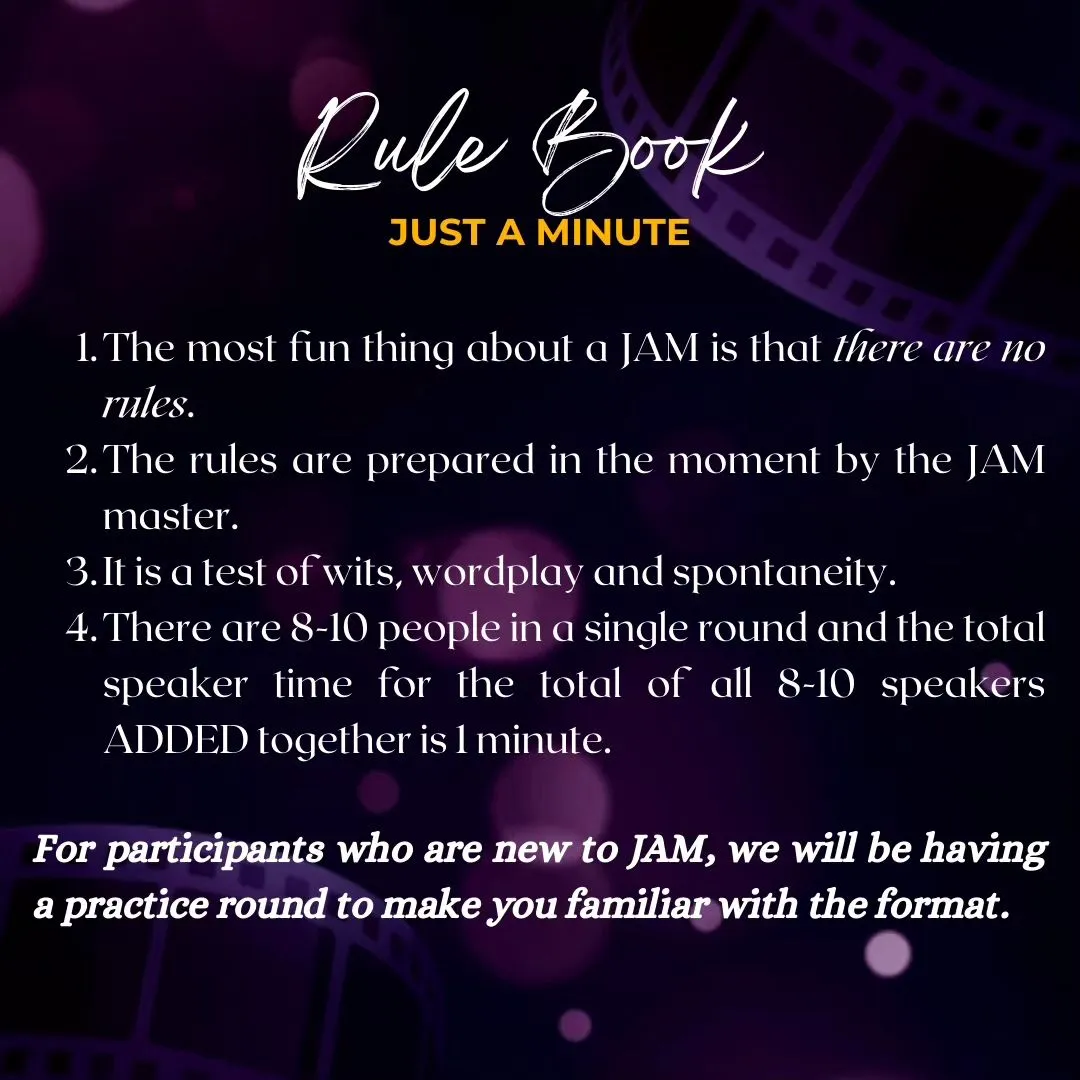 Rule Book
JUST A MINUTE
1. The most fun thing about a JAM is that there are no
rules.
2. The rules are prepared in the moment by the JAM
master.
3. It is a test of wits, wordplay and spontaneity.
4. There are 8-10 people in a single round and the total
speaker time for the total of all 8-10 speakers
ADDED together is 1 minute.
For participants who are new to JAM, we will be having
a practice round to make you familiar with the format.